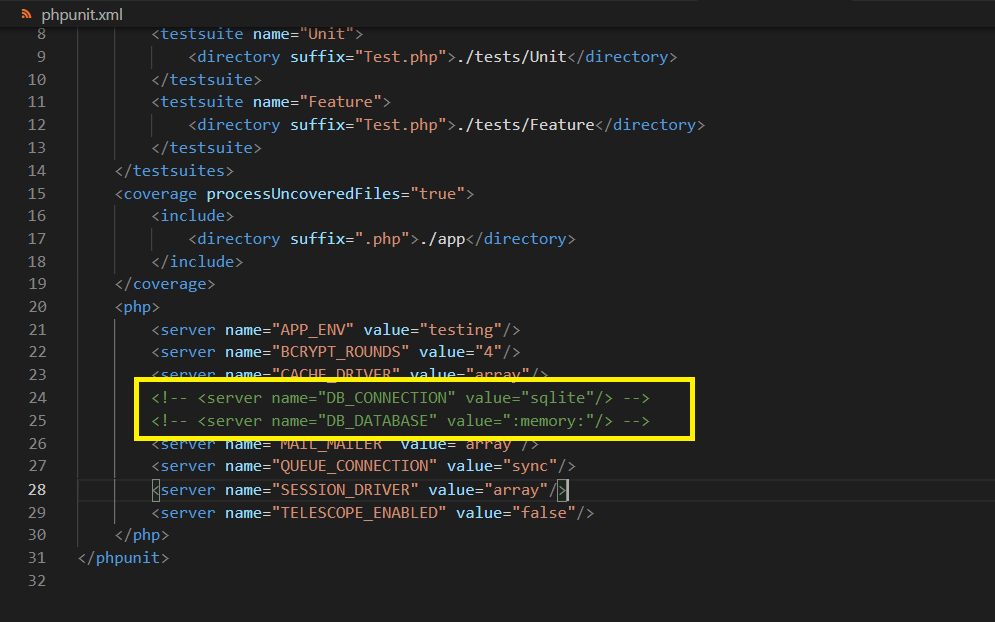 phpunit.xml
8 <testsuite name="Unit">
9 <directory suffix="Test.php">./tests/Unit</directory>
10 </testsuite>
11 <testsuite name="Feature">
12 <directory suffix="Test.php">./tests/Feature</directory>
13 </testsuite>
14 </testsuites>
15 <coverage processUncoveredFiles="true">
16 <include>
17 <directory suffix=".php">./app</directory>
18 </include>
19 </coverage>
20 <php>
21 <server name="APP_ENV" value="testing"/>
22 <server name="BCRYPT_ROUNDS" value="4"/>
23 <server name="CACHE_DRIVER" value="array"/>
24 <!-- <server name="DB_CONNECTION" value="sqlite"/> -->
25 <!-- <server name="DB_DATABASE" value=":memory:"/> -->
26 <server name="MAIL_MAILER" value="array"/>
27 <server name="QUEUE_CONNECTION" value="sync"/>
28 <server name="SESSION_DRIVER" value="array"/>
29 <server name="TELESCOPE_ENABLED" value="false"/>
30 </php>
31 </phpunit>
32